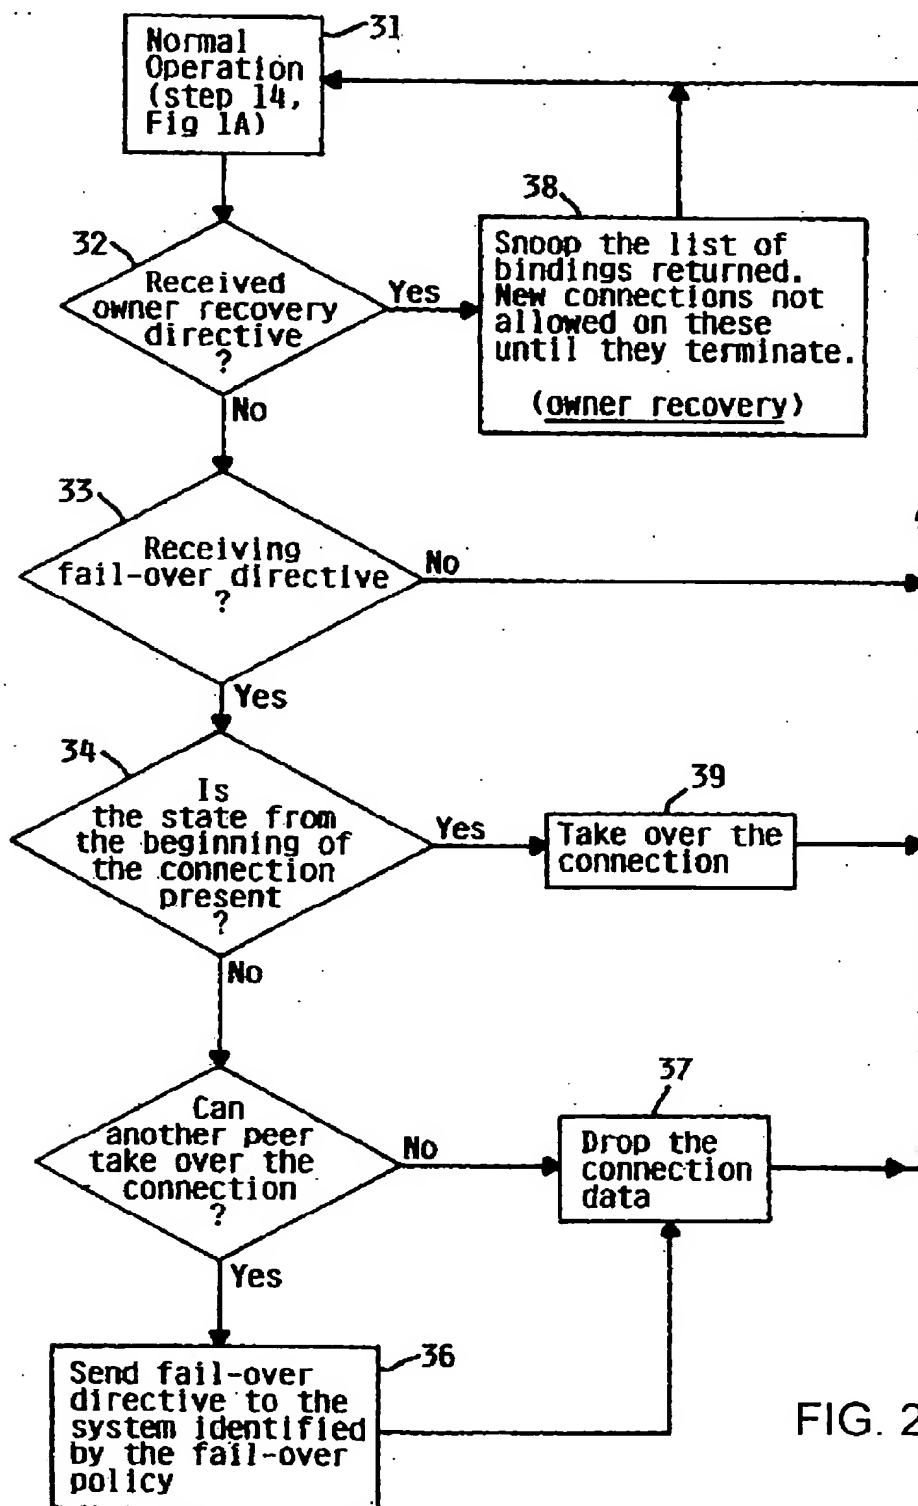 31
Normal
Operation
(step 14,
Fig 1A)
32
Received
owner recovery
directive
?
Yes
No
38
Snoop the list of
bindings returned.
New connections not
allowed on these
until they terminate.
(owner recovery)
33
Receiving
fail-over directive
?
No
Yes
34
Is
the state from
the beginning of
the connection
present
?
Yes
No
39
Take over the
connection
Can
another peer
take over the
connection
?
No
Yes
37
Drop the
connection
data
36
Send fail-over
directive to the
system identified
by the fail-over
policy
FIG. 2